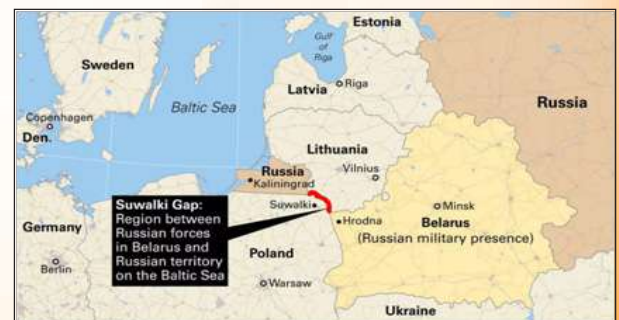 Estonia
Gulf
of
Riga
Sweden
Latvia
Riga
Russia
Baltic Sea
Copenhagen
Den.
Lithuania
Vilnius
Russia
Kaliningrad
Suwalki Gap:
Region between
Russian forces
in Belarus and
Russian territory
on the Baltic Sea
Suwalki
Minsk
Hrodna
Belarus
(Russian military presence)
Germany
Berlin
Poland
Warsaw
Ukraine